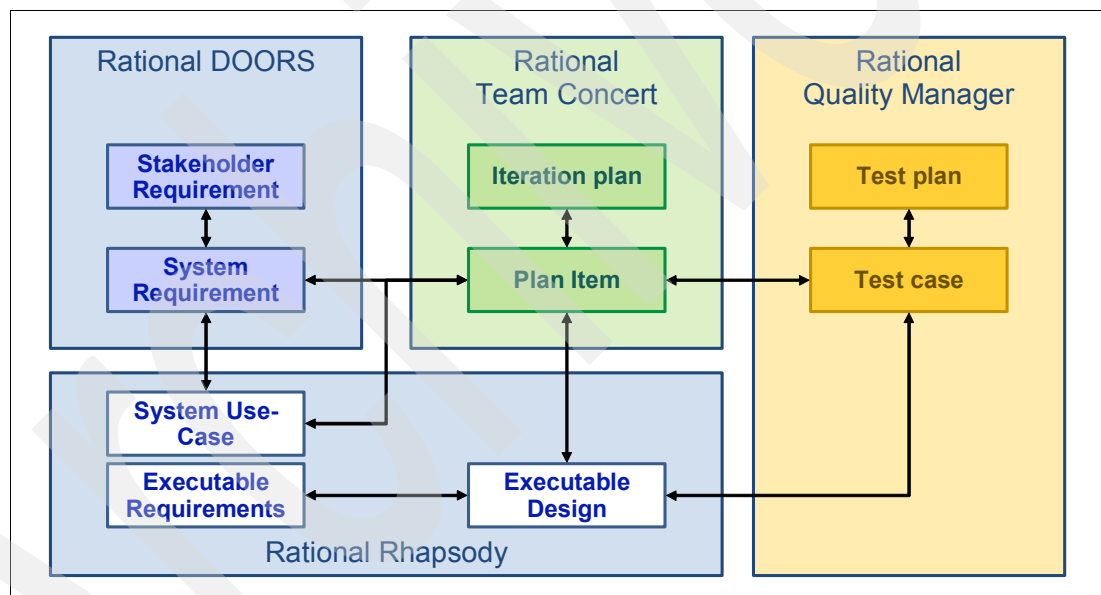 Rational DOORS
Rational
Team Concert
Rational
Quality Manager
Stakeholder
Requirement
Iteration plan
Test plan
System
Requirement
Plan Item
Test case
System Use-
Case
Executable
Requirements
Executable
Design
Rational Rhapsody